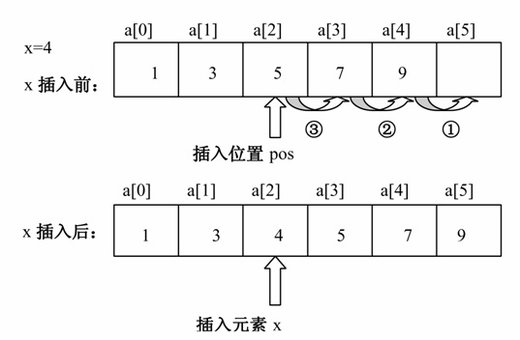 a[0] a[1] a[2] a[3] a[4] a[5]
x=4
x 插入前： 1 3 5 7 9
③ ② ①
插入位置 pos
a[0] a[1] a[2] a[3] a[4] a[5]
x 插入后： 1 3 4 5 7 9
插入元素 x